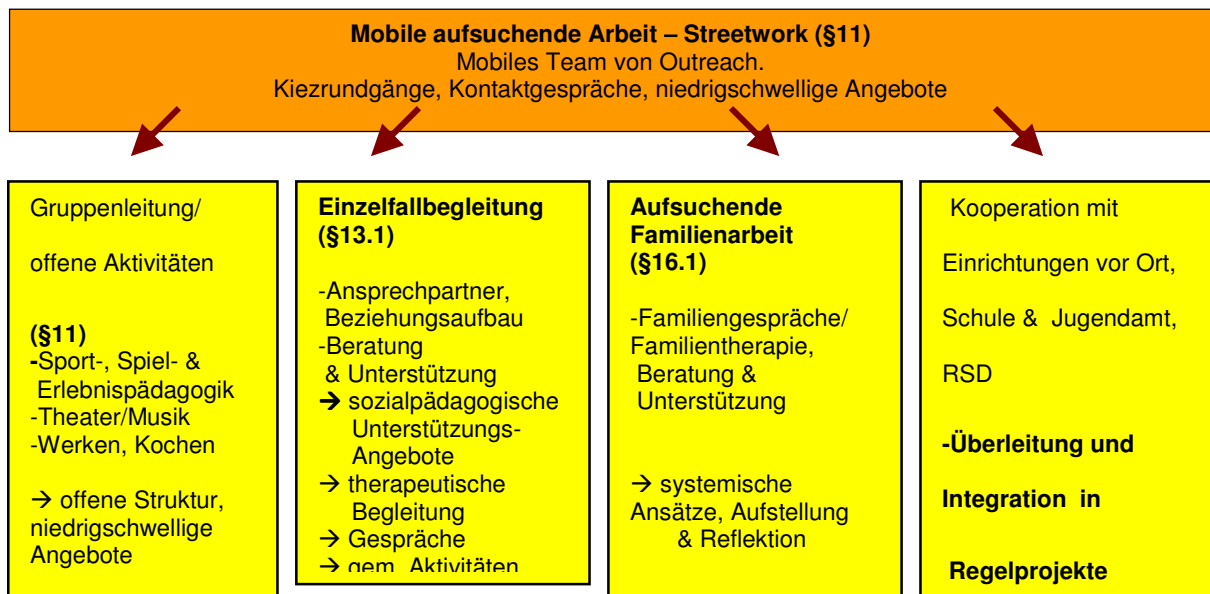 Mobile aufsuchende Arbeit – Streetwork (§11)
Mobiles Team von Outreach.
Kiezrundgänge, Kontaktgespräche, niedrigschwellige Angebote
Gruppenleitung/
offene Aktivitäten
(§11)
-Sport-, Spiel- &
Erlebnispädagogik
-Theater/Musik
-Werken, Kochen
→ offene Struktur,
niedrigschwellige
Angebote
Einzelfallbegleitung
(§13.1)
-Ansprechpartner,
Beziehungsaufbau
-Beratung
& Unterstützung
→ sozialpädagogische
Unterstützungs-
Angebote
→ therapeutische
Begleitung
→ Gespräche
→ gem. Aktivitäten
Aufsuchende
Familienarbeit
(§16.1)
-Familiengespräche/
Familientherapie,
Beratung &
Unterstützung
→ systemische
Ansätze, Aufstellung
& Reflektion
Kooperation mit
Einrichtungen vor Ort,
Schule & Jugendamt,
RSD
-Überleitung und
Integration in
Regelprojekte